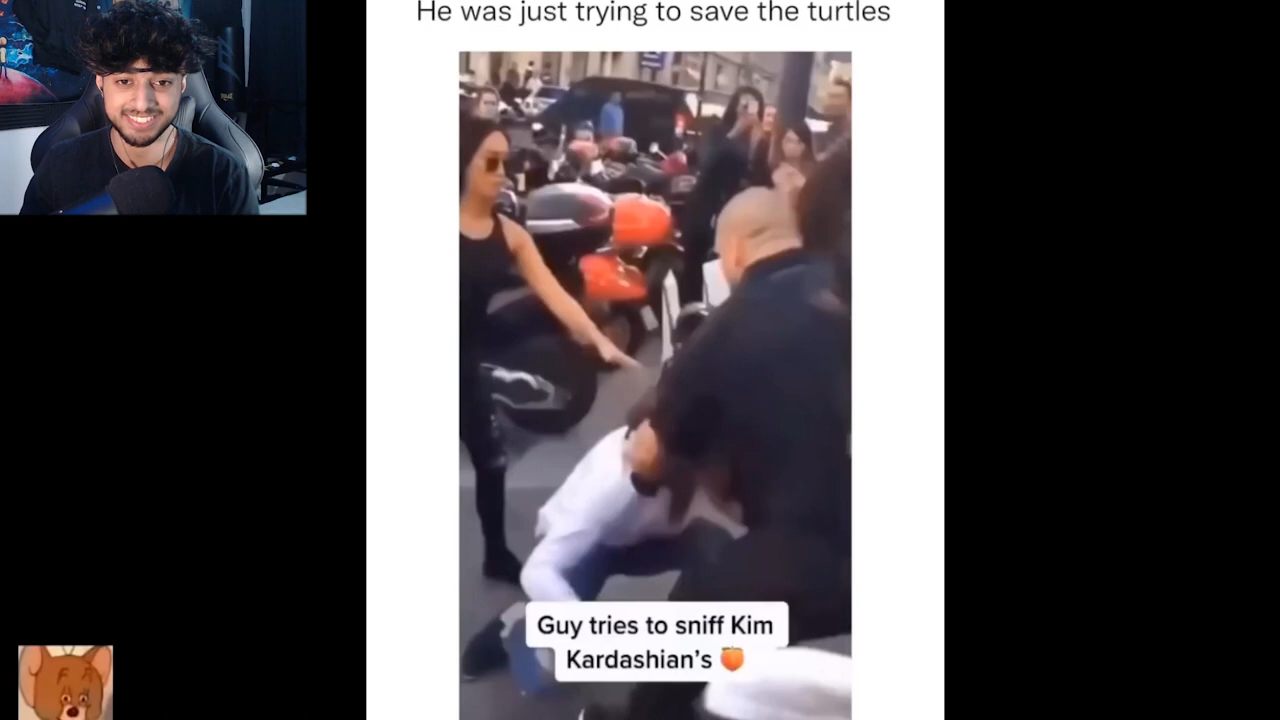 He was just trying to save the turtles
Guy tries to sniff Kim
Kardashian's 🍑